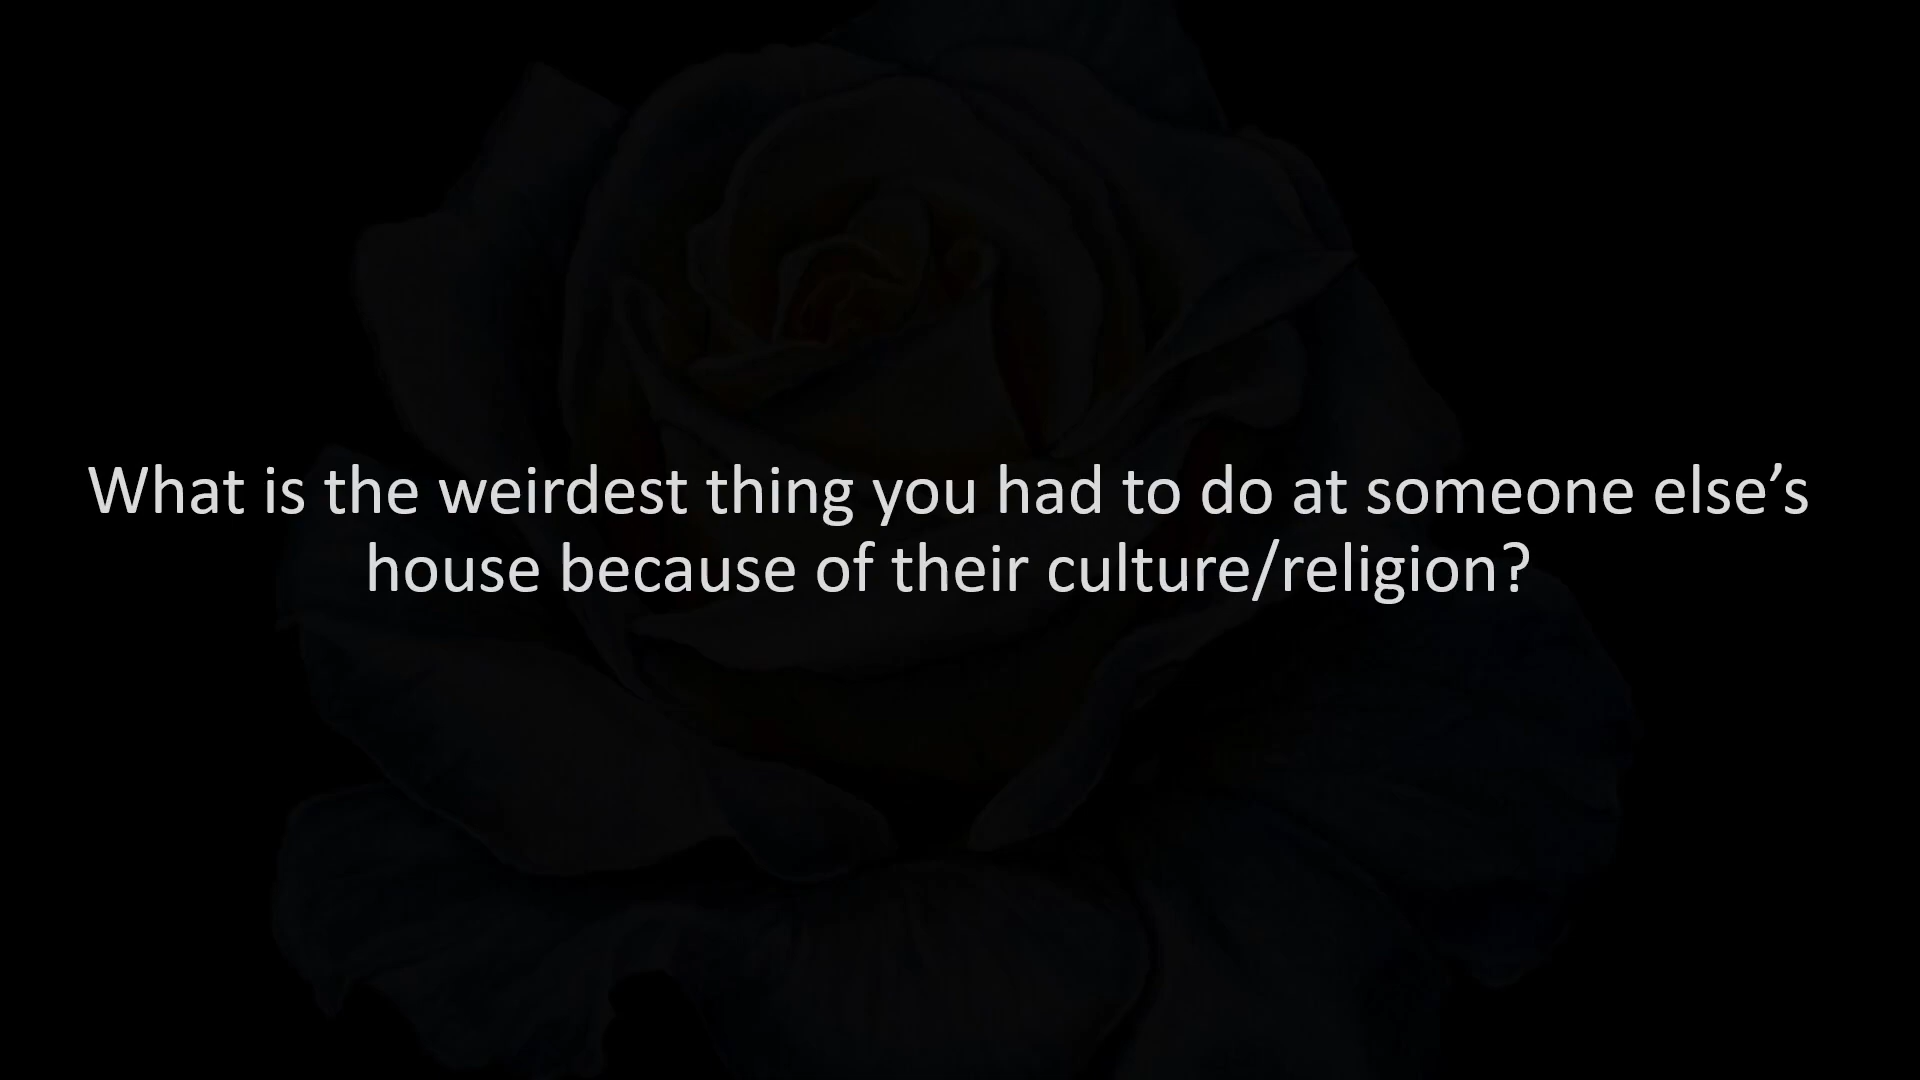 What is the weirdest thing you had to do at someone else’s
house because of their culture/religion?